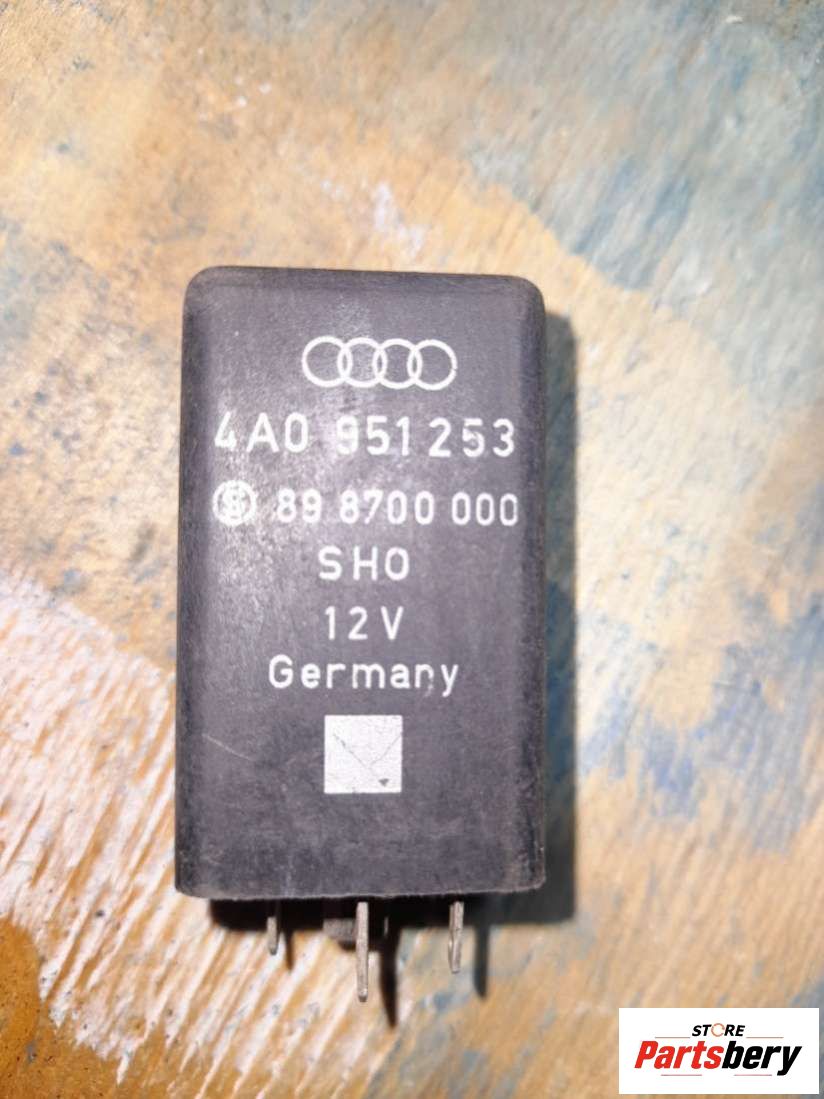 4A0 951 253
89 8700 000
SHO
12V
Germany
STORE
Partsbery